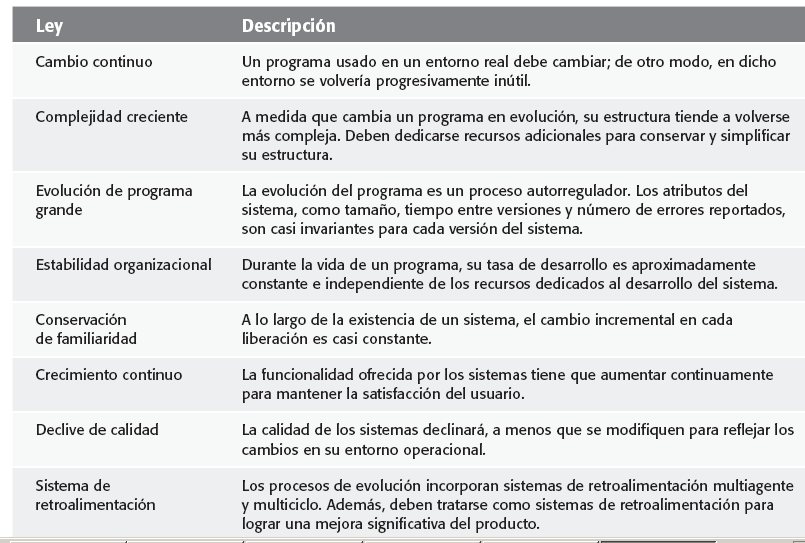 Ley Descripción
Cambio continuo Un programa usado en un entorno real debe cambiar; de otro modo, en dicho
entorno se volvería progresivamente inútil.
Complejidad creciente A medida que cambia un programa en evolución, su estructura tiende a volverse
más compleja. Deben dedicarse recursos adicionales para conservar y simplificar
su estructura.
Evolución de programa La evolución del programa es un proceso autorregulador. Los atributos del
grande sistema, como tamaño, tiempo entre versiones y número de errores reportados,
son casi invariantes para cada versión del sistema.
Estabilidad organizacional Durante la vida de un programa, su tasa de desarrollo es aproximadamente
constante e independiente de los recursos dedicados al desarrollo del sistema.
Conservación A lo largo de la existencia de un sistema, el cambio incremental en cada
de familiaridad liberación es casi constante.
Crecimiento continuo La funcionalidad ofrecida por los sistemas tiene que aumentar continuamente
para mantener la satisfacción del usuario.
Declive de calidad La calidad de los sistemas declinará, a menos que se modifiquen para reflejar los
cambios en su entorno operacional.
Sistema de Los procesos de evolución incorporan sistemas de retroalimentación multiagente
retroalimentación y multiciclo. Además, deben tratarse como sistemas de retroalimentación para
lograr una mejora significativa del producto.